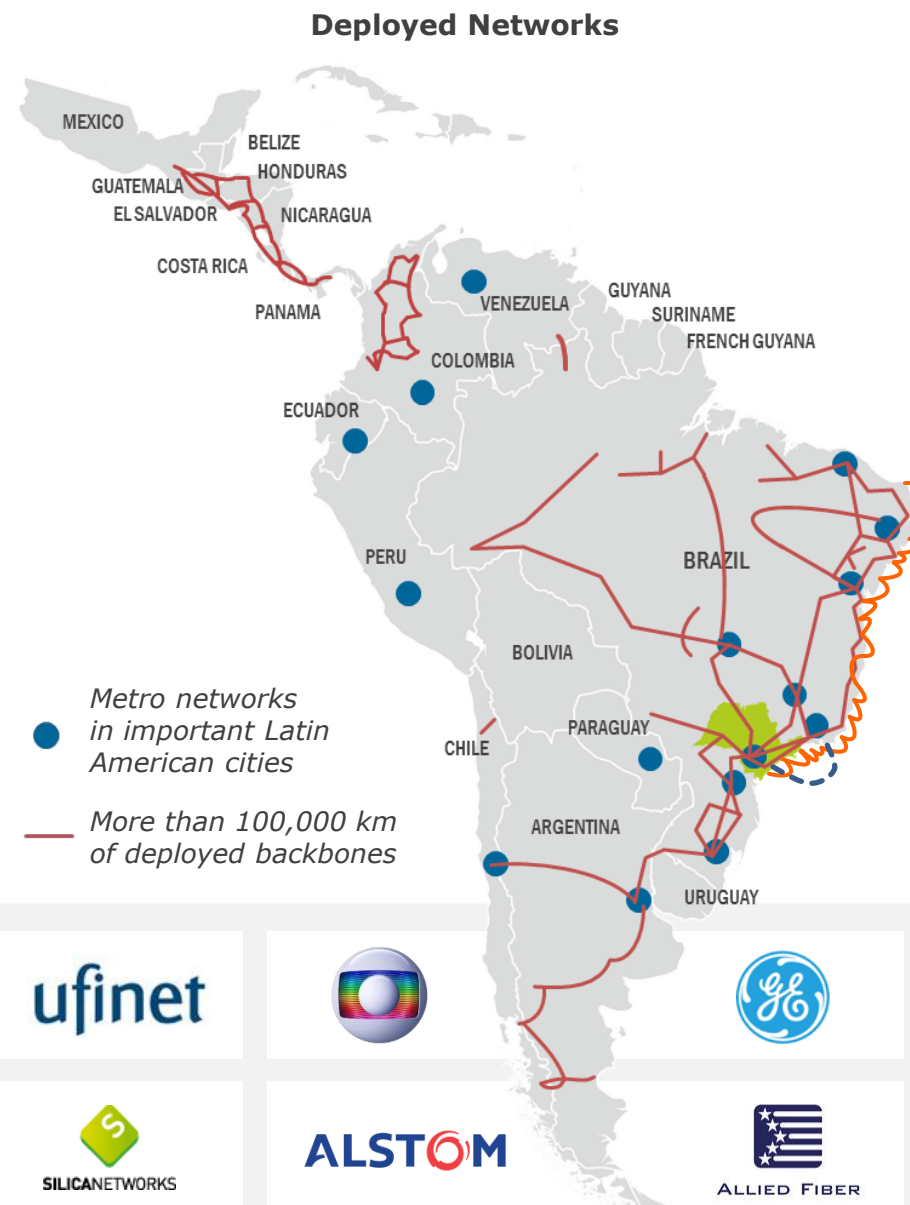 Deployed Networks
MEXICO
BELIZE
HONDURAS
GUATEMALA
EL SALVADOR
NICARAGUA
COSTA RICA
PANAMA
VENEZUELA
GUYANA
SURINAME
FRENCH GUYANA
COLOMBIA
ECUADOR
PERU
BRAZIL
BOLIVIA
PARAGUAY
CHILE
ARGENTINA
URUGUAY
Metro networks
in important Latin
American cities
More than 100,000 km
of deployed backbones
ufinet
GE
S
SILICANETWORKS
ALSTOM
ALLIED FIBER